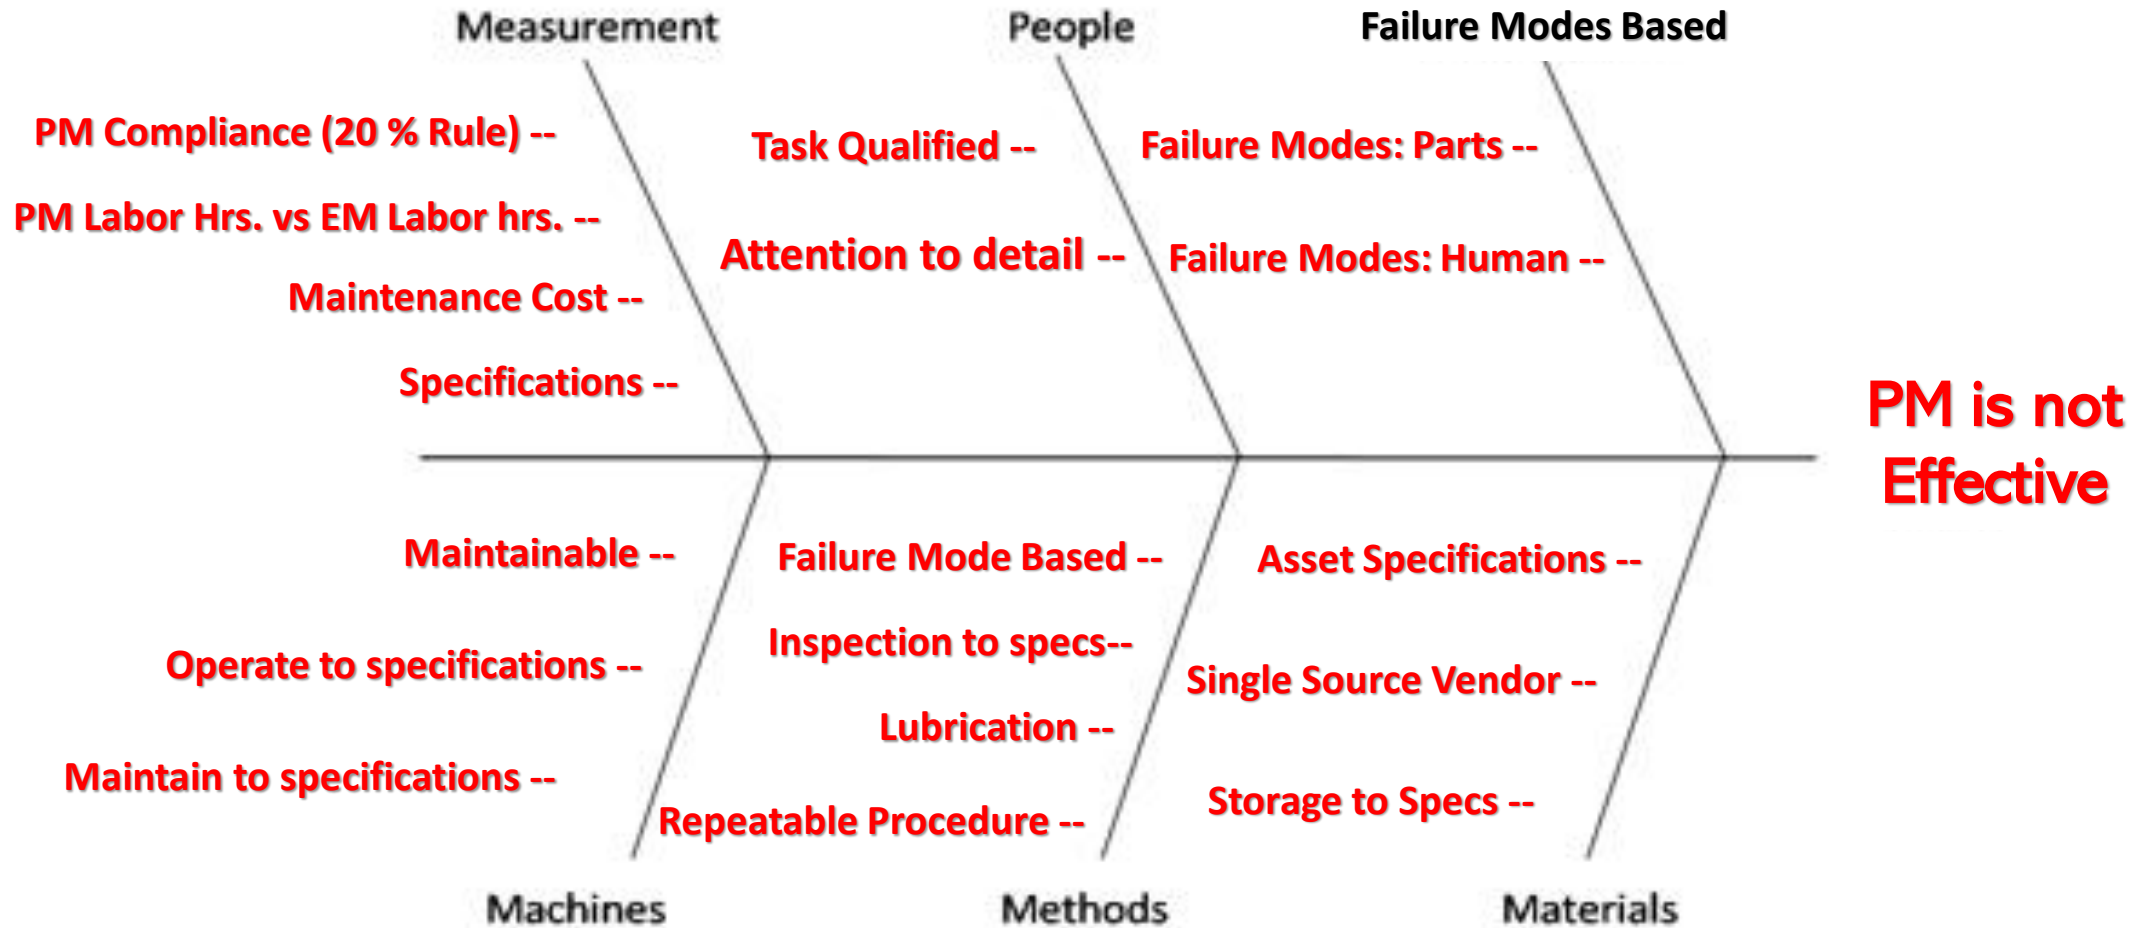 Measurement
People
Failure Modes Based
PM Compliance (20 % Rule) --
PM Labor Hrs. vs EM Labor hrs. --
Maintenance Cost --
Specifications --
Task Qualified --
Attention to detail --
Failure Modes: Parts --
Failure Modes: Human --
PM is not
Effective
Maintainable --
Operate to specifications --
Maintain to specifications --
Failure Mode Based --
Inspection to specs--
Lubrication --
Repeatable Procedure --
Asset Specifications --
Single Source Vendor --
Storage to Specs --
Machines
Methods
Materials